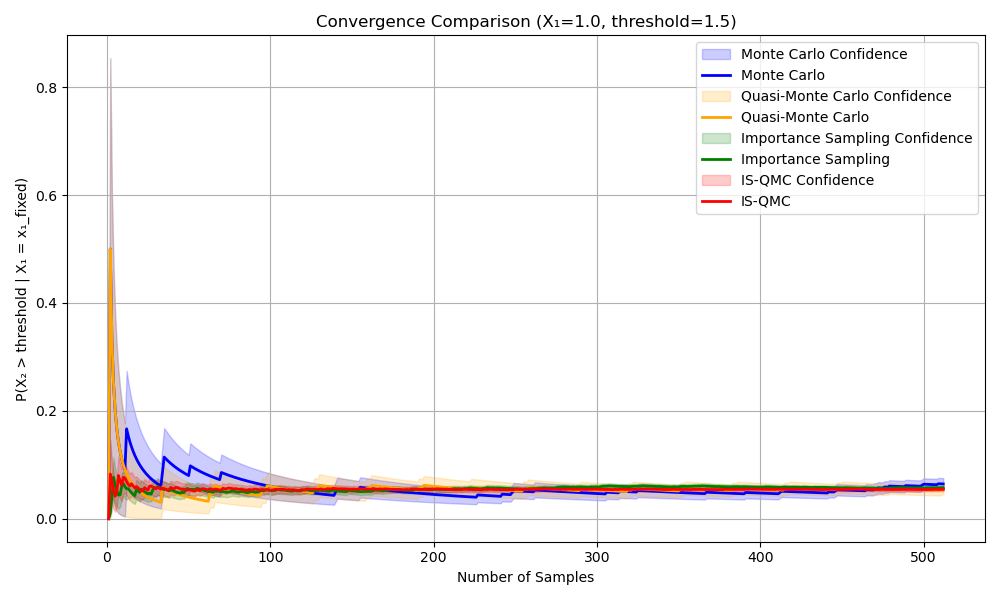 Convergence Comparison (X₁=1.0, threshold=1.5)
P(X₂ > threshold | X₁ = x₁_fixed)
0.8
0.6
0.4
0.2
0.0
Monte Carlo Confidence
Monte Carlo
Quasi-Monte Carlo Confidence
Quasi-Monte Carlo
Importance Sampling Confidence
Importance Sampling
IS-QMC Confidence
IS-QMC
0 100 200 300 400 500
Number of Samples